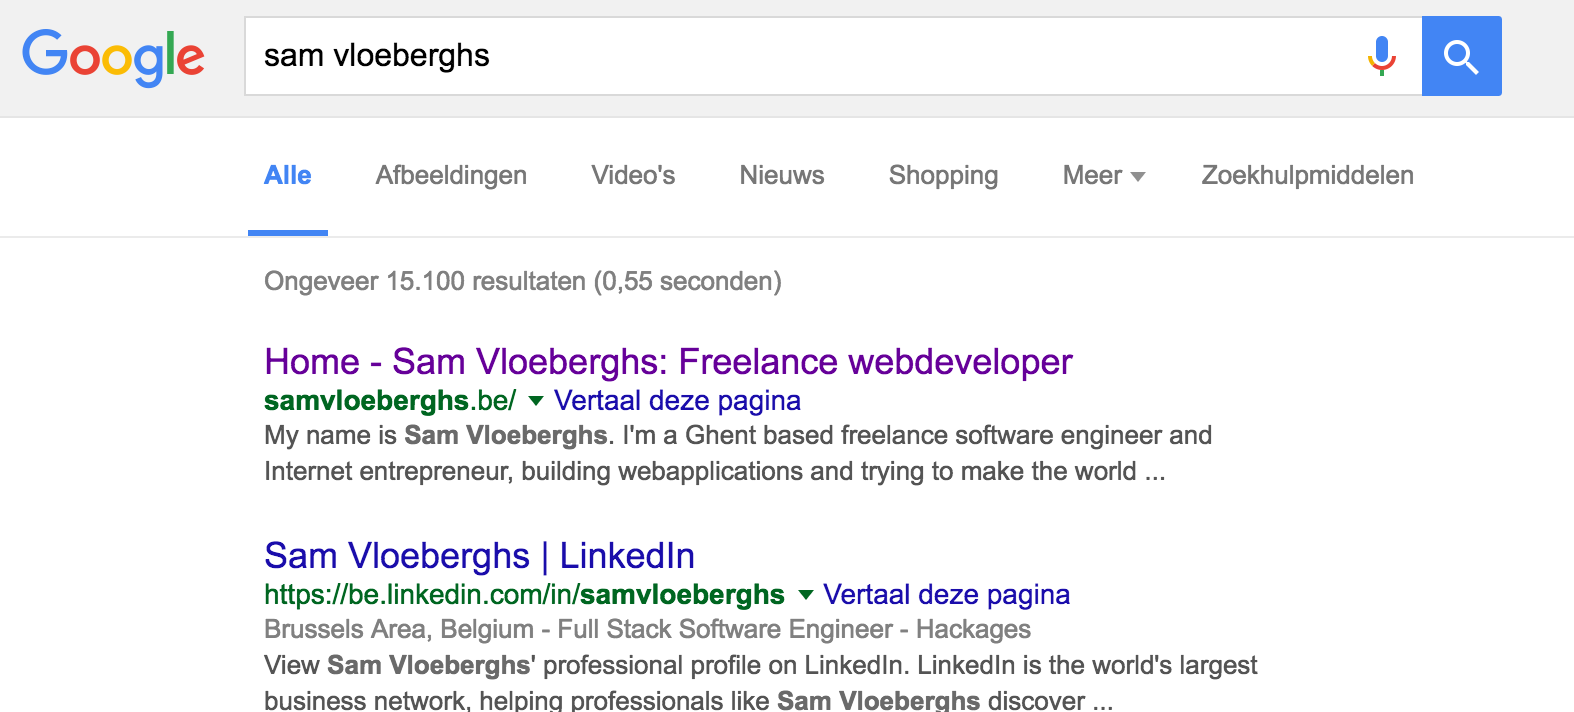 Google
sam vloeberghs
Alle Afbeeldingen Video's Nieuws Shopping Meer Zoekhulpmiddelen
Ongeveer 15.100 resultaten (0,55 seconden)
Home - Sam Vloeberghs: Freelance webdeveloper
samvloeberghs.be/ Vertaal deze pagina
My name is Sam Vloeberghs. I'm a Ghent based freelance software engineer and
Internet entrepreneur, building webapplications and trying to make the world ...
Sam Vloeberghs | LinkedIn
https://be.linkedin.com/in/samvloeberghs Vertaal deze pagina
Brussels Area, Belgium - Full Stack Software Engineer - Hackages
View Sam Vloeberghs' professional profile on LinkedIn. LinkedIn is the world's largest
business network, helping professionals like Sam Vloeberghs discover ...